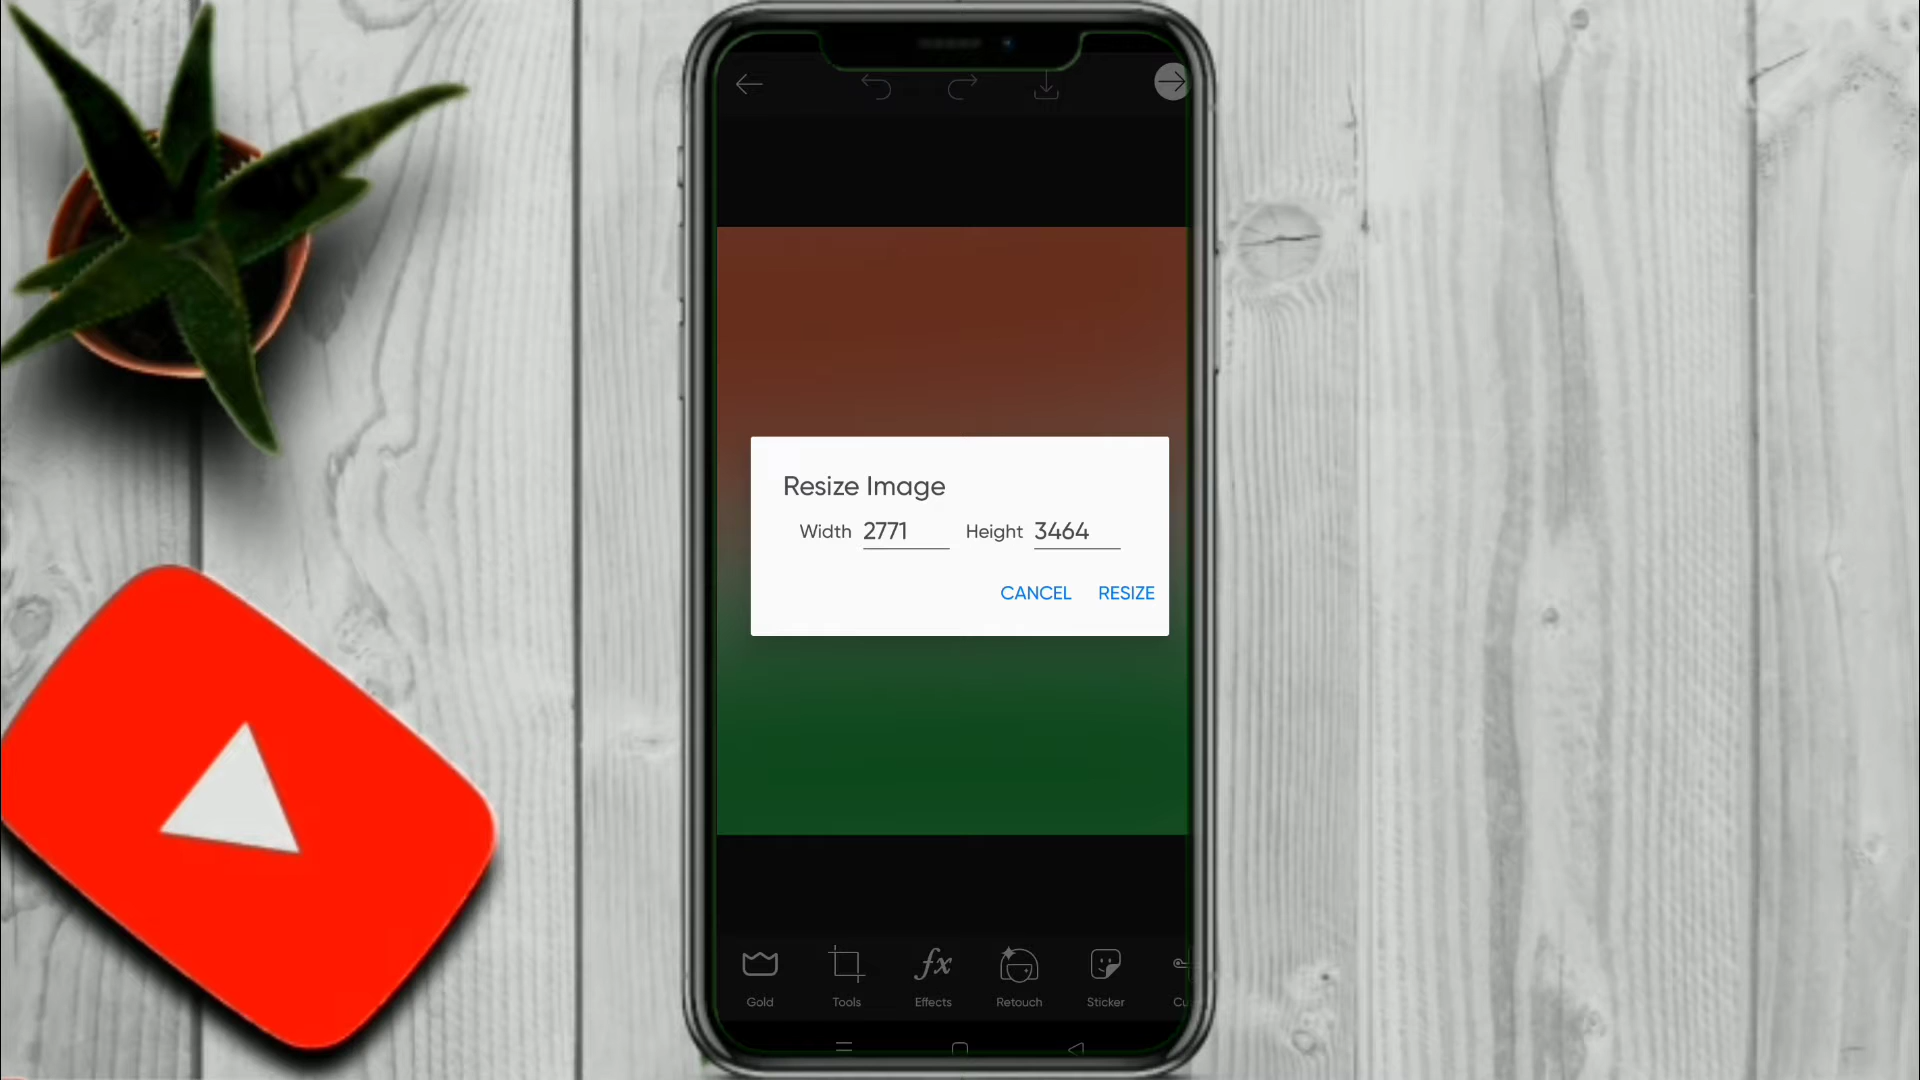 Resize Image
Width 2771 Height 3464
CANCEL RESIZE
Gold Tools Effects Retouch Sticker